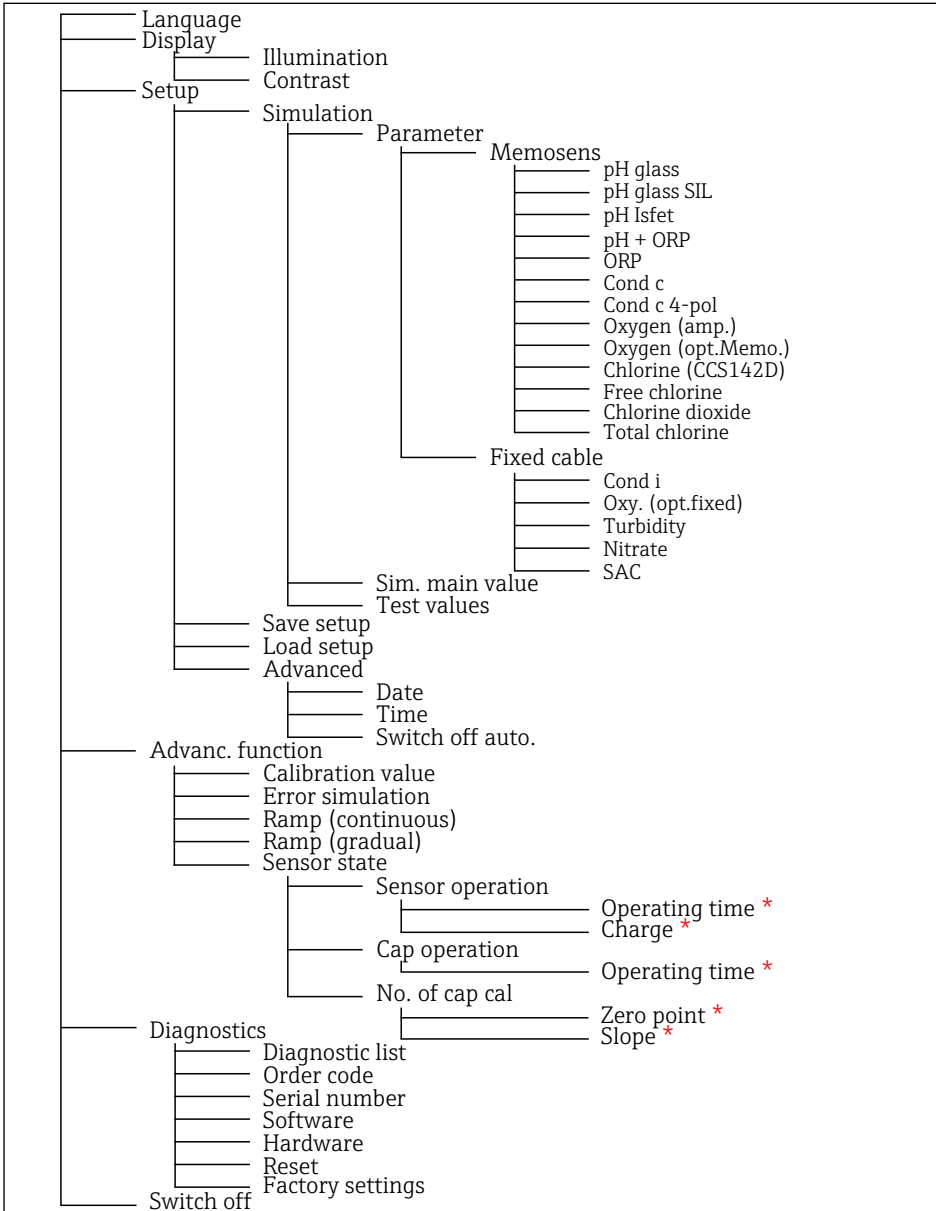 Language
Display
Illumination
Contrast
Setup
Simulation
Parameter
Memosens
pH glass
pH glass SIL
pH Isfet
pH + ORP
ORP
Cond c
Cond c 4-pol
Oxygen (amp.)
Oxygen (opt.Memo.)
Chlorine (CCS142D)
Free chlorine
Chlorine dioxide
Total chlorine
Fixed cable
Cond i
Oxy. (opt.fixed)
Turbidity
Nitrate
SAC
Sim. main value
Test values
Save setup
Load setup
Advanced
Date
Time
Switch off auto.
Advanc. function
Calibration value
Error simulation
Ramp (continuous)
Ramp (gradual)
Sensor state
Sensor operation
Operating time *
Charge *
Cap operation
Operating time *
No. of cap cal
Zero point *
Slope *
Diagnostics
Diagnostic list
Order code
Serial number
Software
Hardware
Reset
Factory settings
Switch off